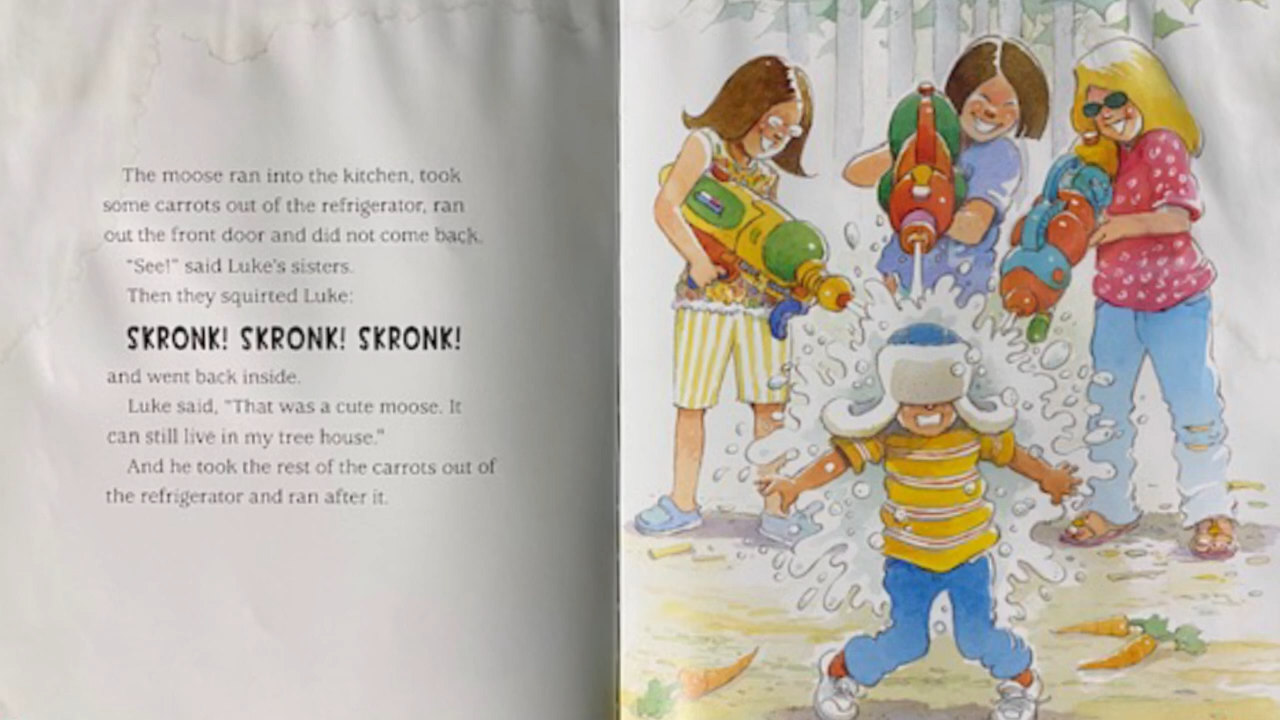 The moose ran into the kitchen, took
some carrots out of the refrigerator, ran
out the front door and did not come back.
"See!" said Luke's sisters.
Then they squirted Luke:
SKRONK! SKRONK! SKRONK!
and went back inside.
Luke said, "That was a cute moose. It
can still live in my tree house."
And he took the rest of the carrots out of
the refrigerator and ran after it.